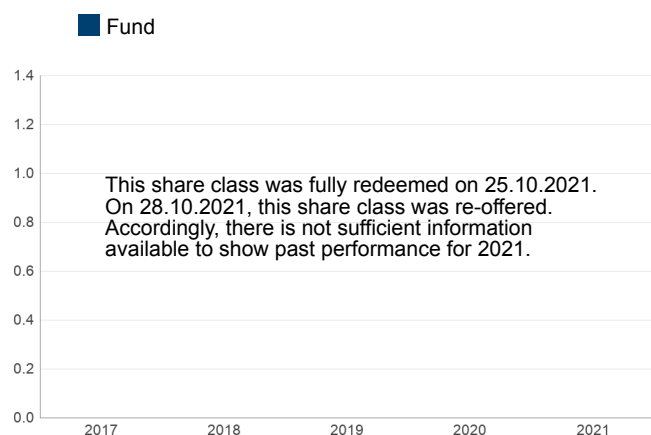 Fund
1.4
1.2
1.0
This share class was fully redeemed on 25.10.2021.
On 28.10.2021, this share class was re-offered.
0.8
Accordingly, there is not sufficient information
available to show past performance for 2021.
0.6
0.4
0.2
0.0
2017 2018 2019 2020 2021